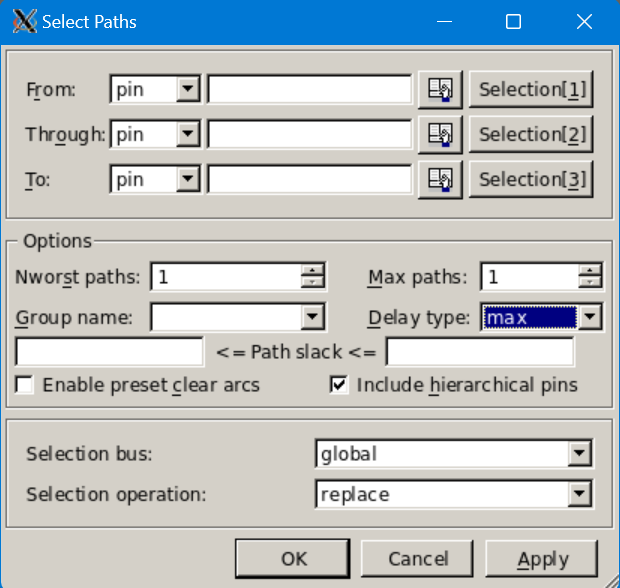 Select Paths
From: pin Selection[1]
Through: pin Selection[2]
To: pin Selection[3]
Options
Nworst paths: 1 Max paths: 1
Group name: Delay type: max
<= Path slack <=
Enable preset clear arcs Include hierarchical pins
Selection bus: global
Selection operation: replace
OK Cancel Apply